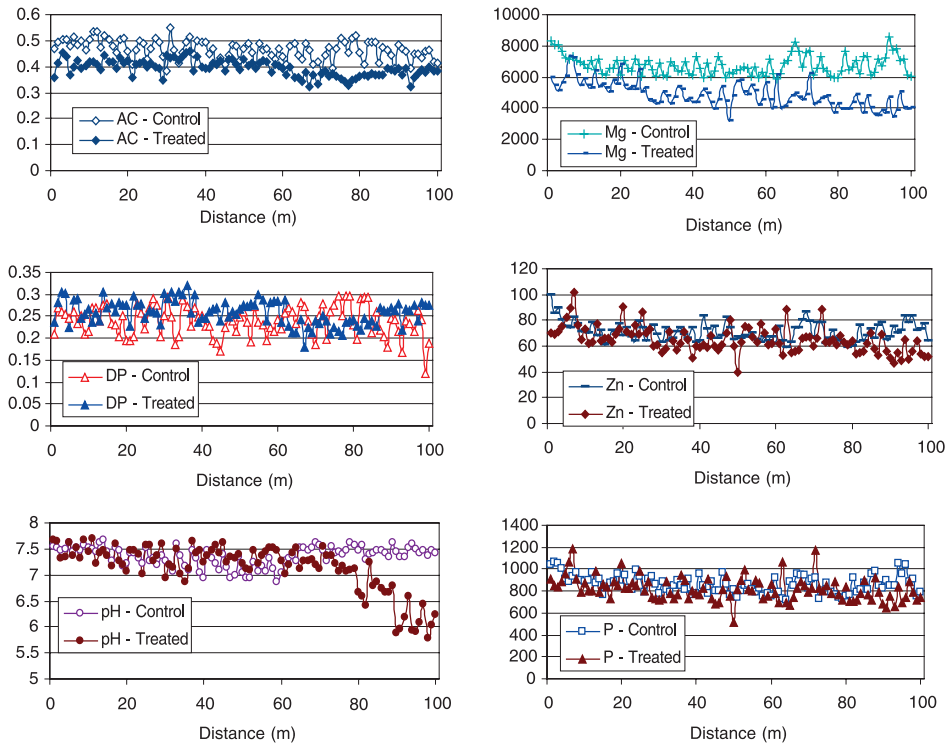 0.6
0.5
0.4
0.3
0.2
0.1
0
AC - Control
AC - Treated
0 20 40 60 80 100
Distance (m)
10000
8000
6000
4000
2000
0
Mg - Control
Mg - Treated
0 20 40 60 80 100
Distance (m)
0.35
0.3
0.25
0.2
0.15
0.1
0.05
0
DP - Control
DP - Treated
0 20 40 60 80 100
Distance (m)
120
100
80
60
40
20
0
Zn - Control
Zn - Treated
0 20 40 60 80 100
Distance (m)
8
7.5
7
6.5
6
5.5
5
pH - Control
pH - Treated
0 20 40 60 80 100
Distance (m)
1400
1200
1000
800
600
400
200
0
P - Control
P - Treated
0 20 40 60 80 100
Distance (m)